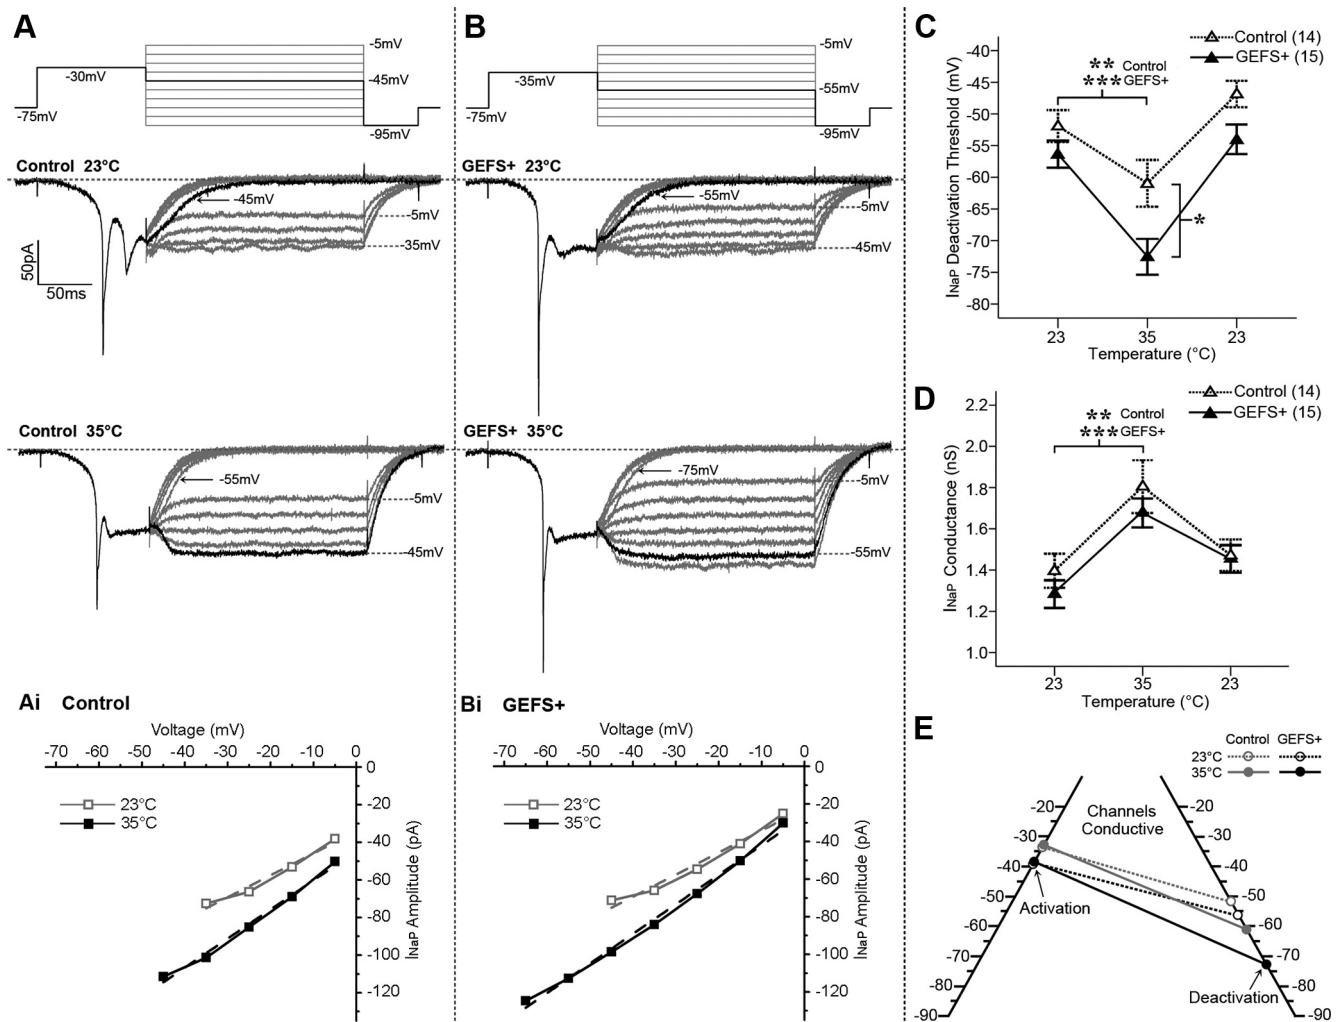 A
-5mV
-45mV
-30mV
-75mV
-95mV
Control 23°C
-45mV
-5mV
-35mV
50pA
50ms
Control 35°C
-55mV
-5mV
-45mV
B
-5mV
-35mV
-55mV
-75mV
-95mV
GEFS+ 23°C
-55mV
-5mV
-45mV
GEFS+ 35°C
-75mV
-5mV
-55mV
Ai Control
Voltage (mV)
-70 -60 -50 -40 -30 -20 -10 0
0
-20
-40
-60
-80
-100
-120
INaP Amplitude (pA)
23°C
35°C
Bi GEFS+
Voltage (mV)
-60 -50 -40 -30 -20 -10 0
0
-20
-40
-60
-80
-100
-120
INaP Amplitude (pA)
23°C
35°C
C
Control (14)
GEFS+ (15)
** Control
*** GEFS+
*
-40
-45
-50
-55
-60
-65
-70
-75
-80
INaP Deactivation Threshold (mV)
23 35 23
Temperature (°C)
D
Control (14)
GEFS+ (15)
** Control
*** GEFS+
2.2
2.0
1.8
1.6
1.4
1.2
1.0
INaP Conductance (nS)
23 35 23
Temperature (°C)
E
Control GEFS+
23°C
35°C
Channels
Conductive
-20 -20
-30 -30
-40 -40
-50 -50
-60 -60
-70 -70
-80 -80
-90 -90
Activation
Deactivation